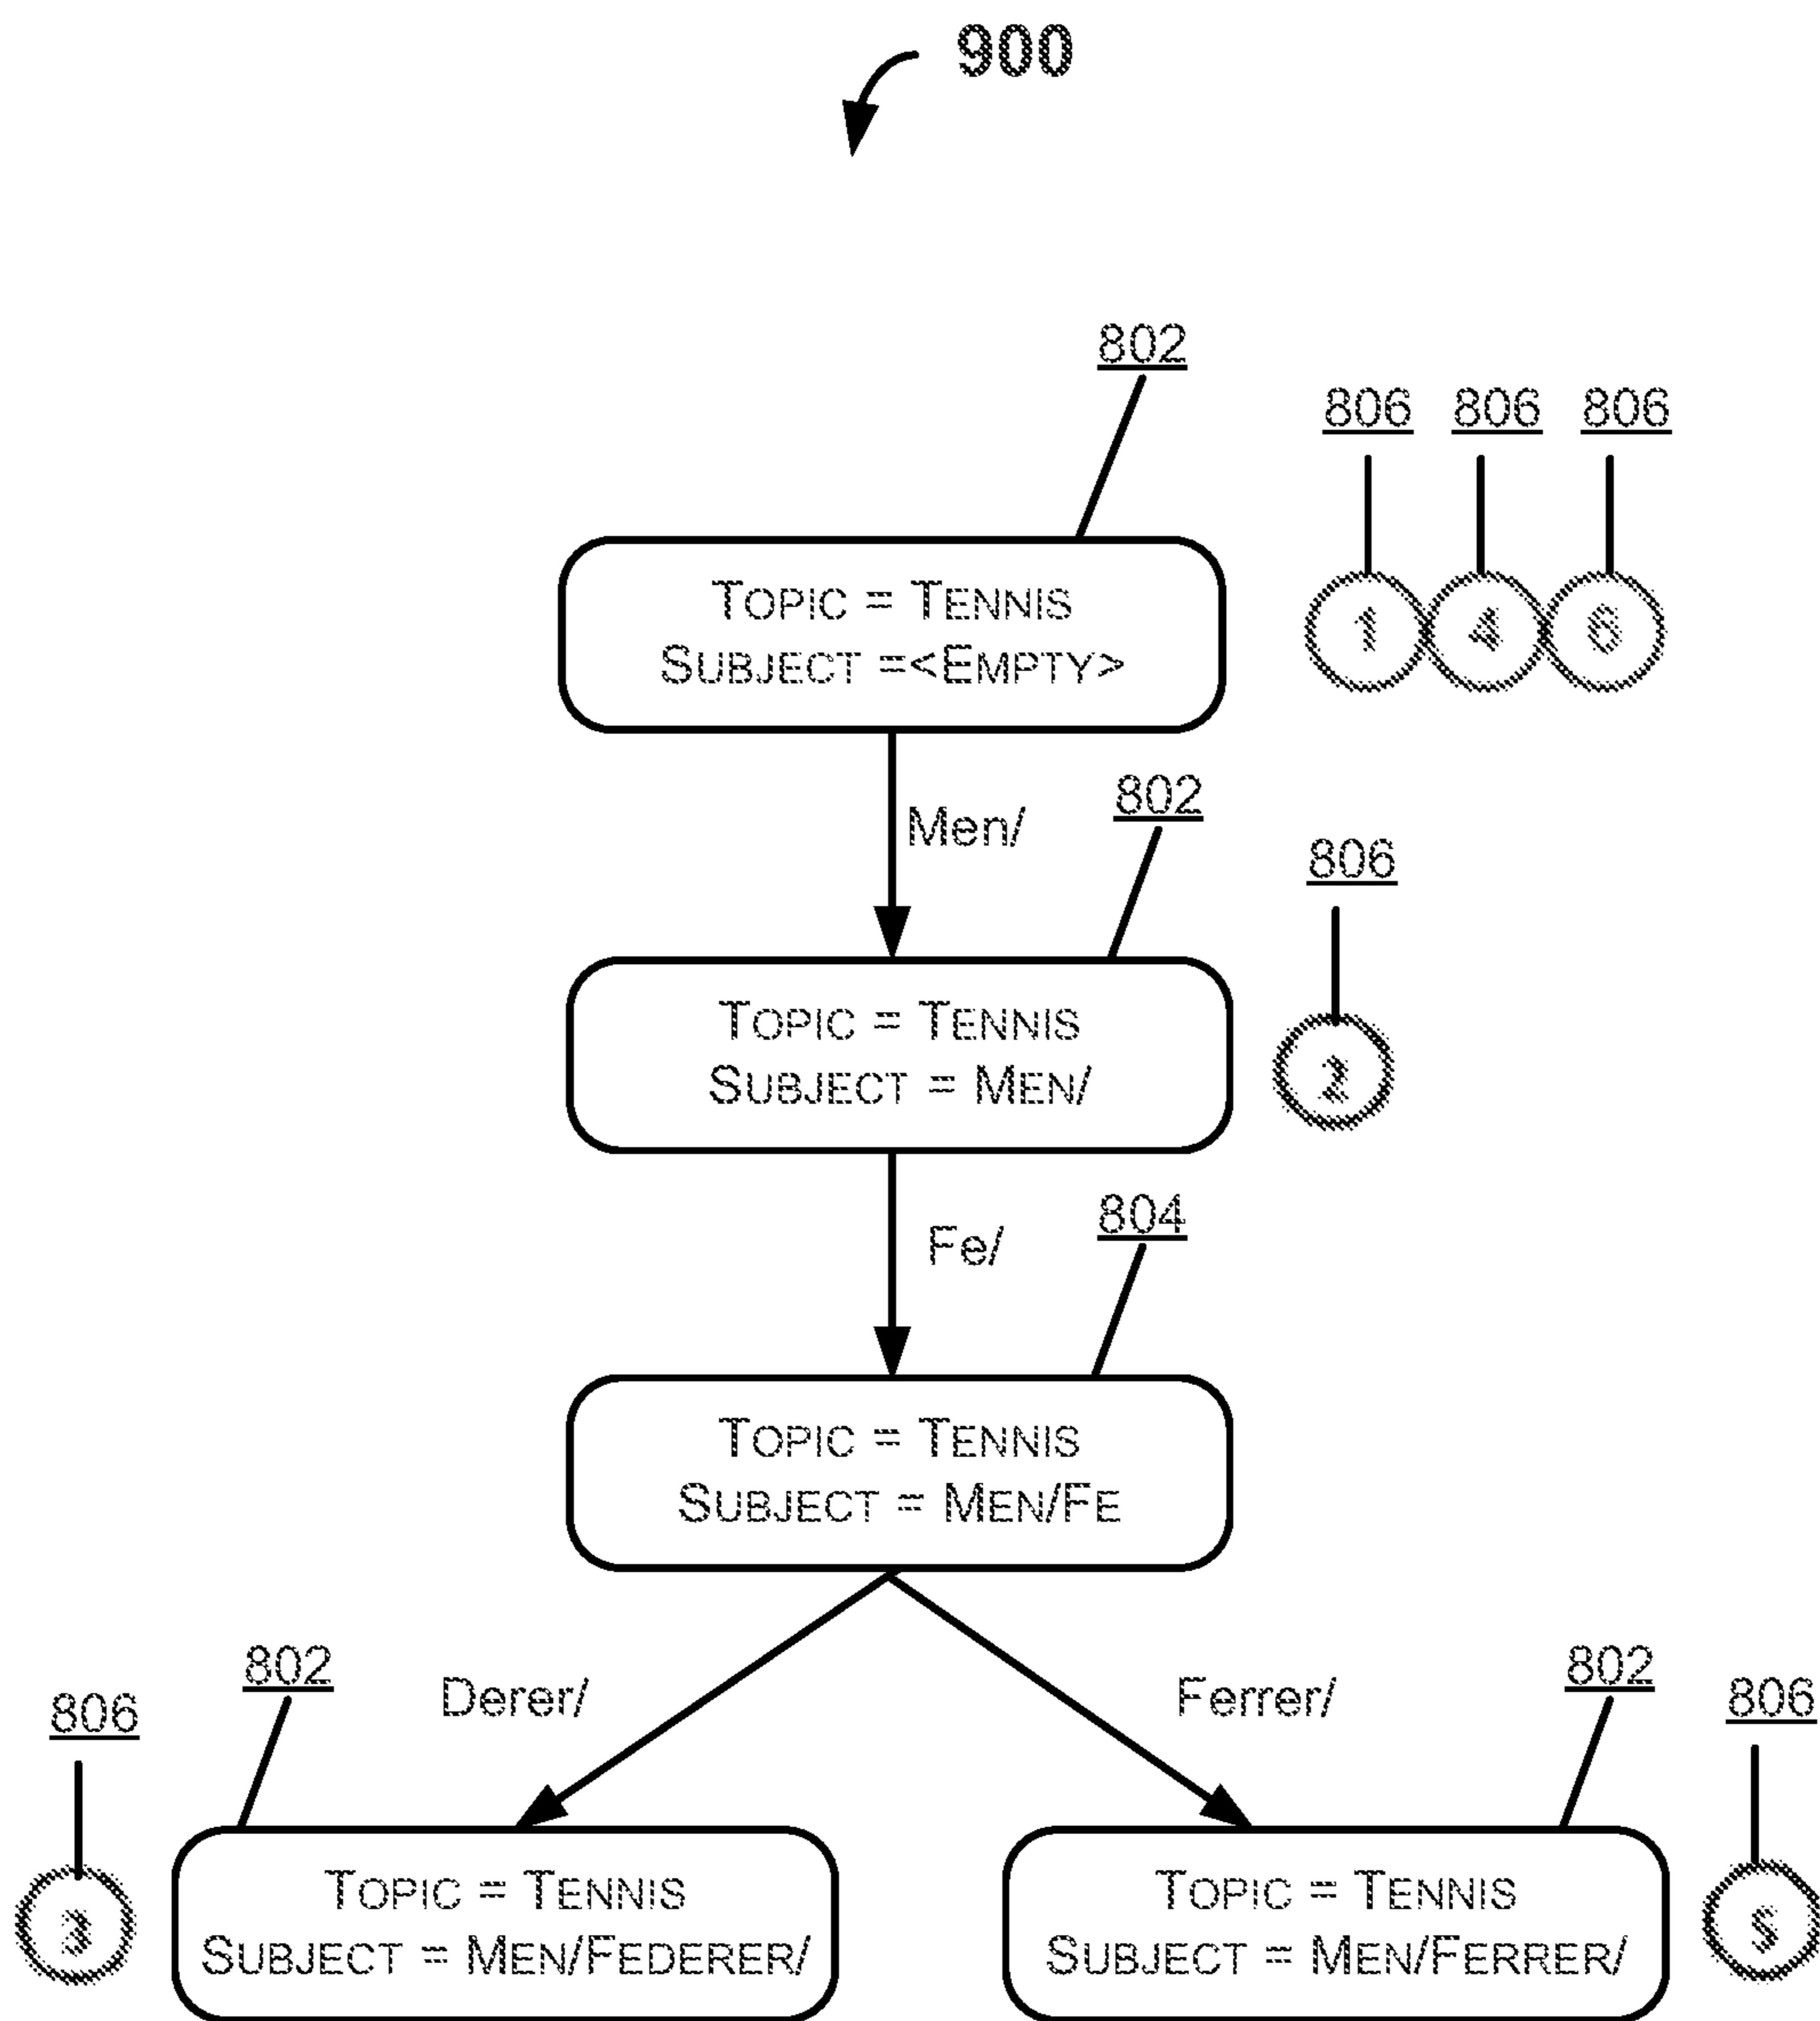 900
802
806 806 806
TOPIC = TENNIS
SUBJECT =<EMPTY>
1 4 6
Men/
802
806
TOPIC = TENNIS
SUBJECT = MEN/
2
Fe/
804
TOPIC = TENNIS
SUBJECT = MEN/FE
806
802
Derer/
Ferrer/
802
806
3
TOPIC = TENNIS
SUBJECT = MEN/FEDERER/
TOPIC = TENNIS
SUBJECT = MEN/FERRER/
5